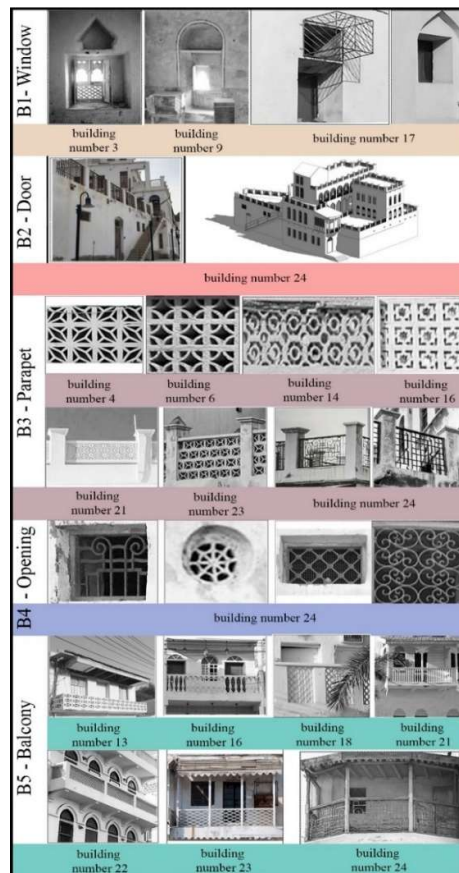 B1- Window
building
number 3
building
number 9
building number 17
B2 - Door
building number 24
B3 - Parapet
building
number 4
building
number 6
building
number 14
building
number 16
building
number 21
building
number 23
building number 24
B4 - Opening
building number 24
B5 - Balcony
building
number 13
building
number 16
building
number 18
building
number 21
building
number 22
building
number 23
building
number 24